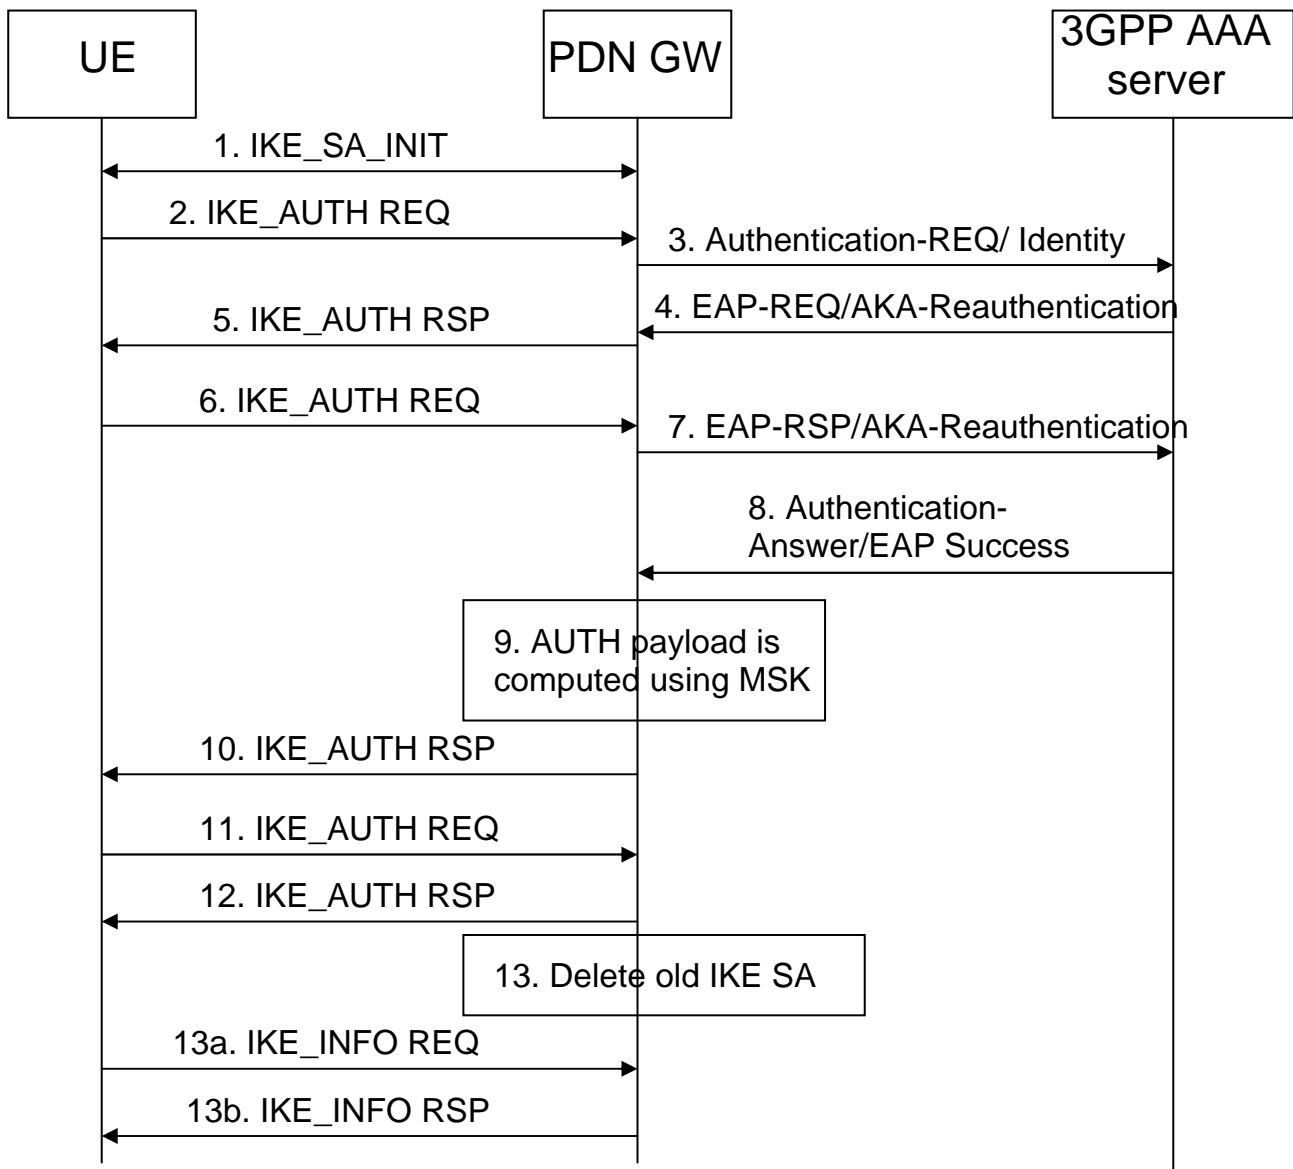 UE
PDN GW
3GPP AAA
server
1. IKE_SA_INIT
2. IKE_AUTH REQ
3. Authentication-REQ/ Identity
4. EAP-REQ/AKA-Reauthentication
5. IKE_AUTH RSP
6. IKE_AUTH REQ
7. EAP-RSP/AKA-Reauthentication
8. Authentication-
Answer/EAP Success
9. AUTH payload is
computed using MSK
10. IKE_AUTH RSP
11. IKE_AUTH REQ
12. IKE_AUTH RSP
13. Delete old IKE SA
13a. IKE_INFO REQ
13b. IKE_INFO RSP